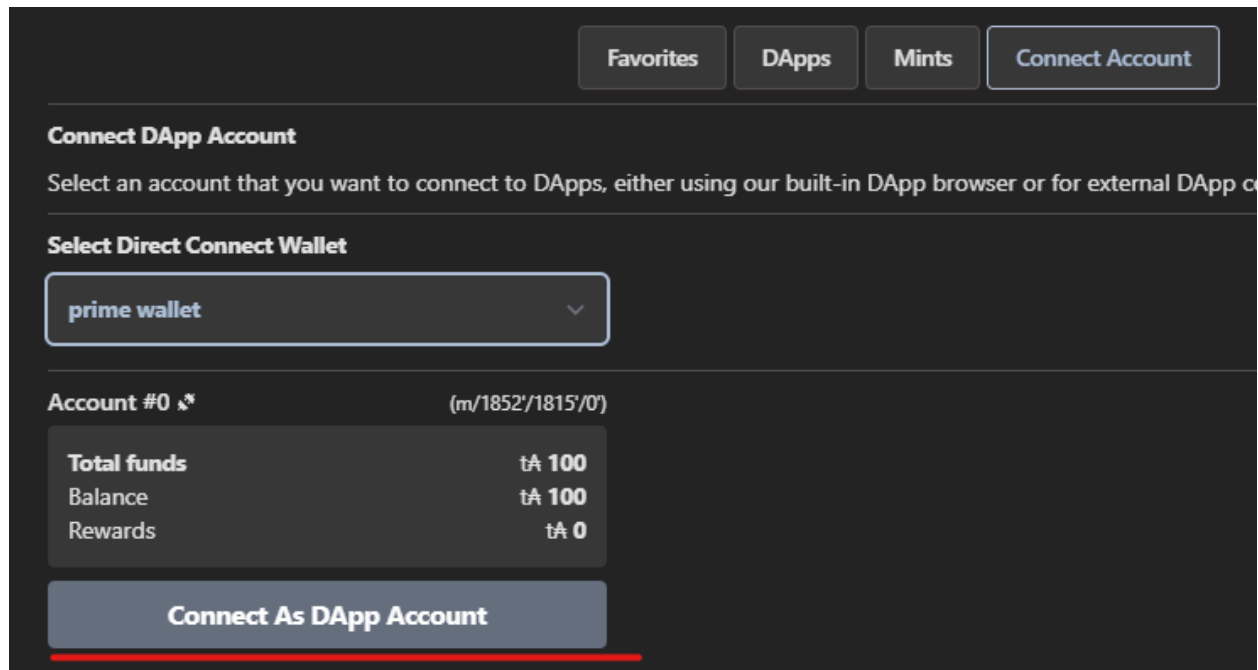 Favorites DApps Mints Connect Account
Connect DApp Account
Select an account that you want to connect to DApps, either using our built-in DApp browser or for external DApp
Select Direct Connect Wallet
prime wallet
Account #0 (m/1852'/1815'/0')
Total funds t₳ 100
Balance t₳ 100
Rewards t₳ 0
Connect As DApp Account